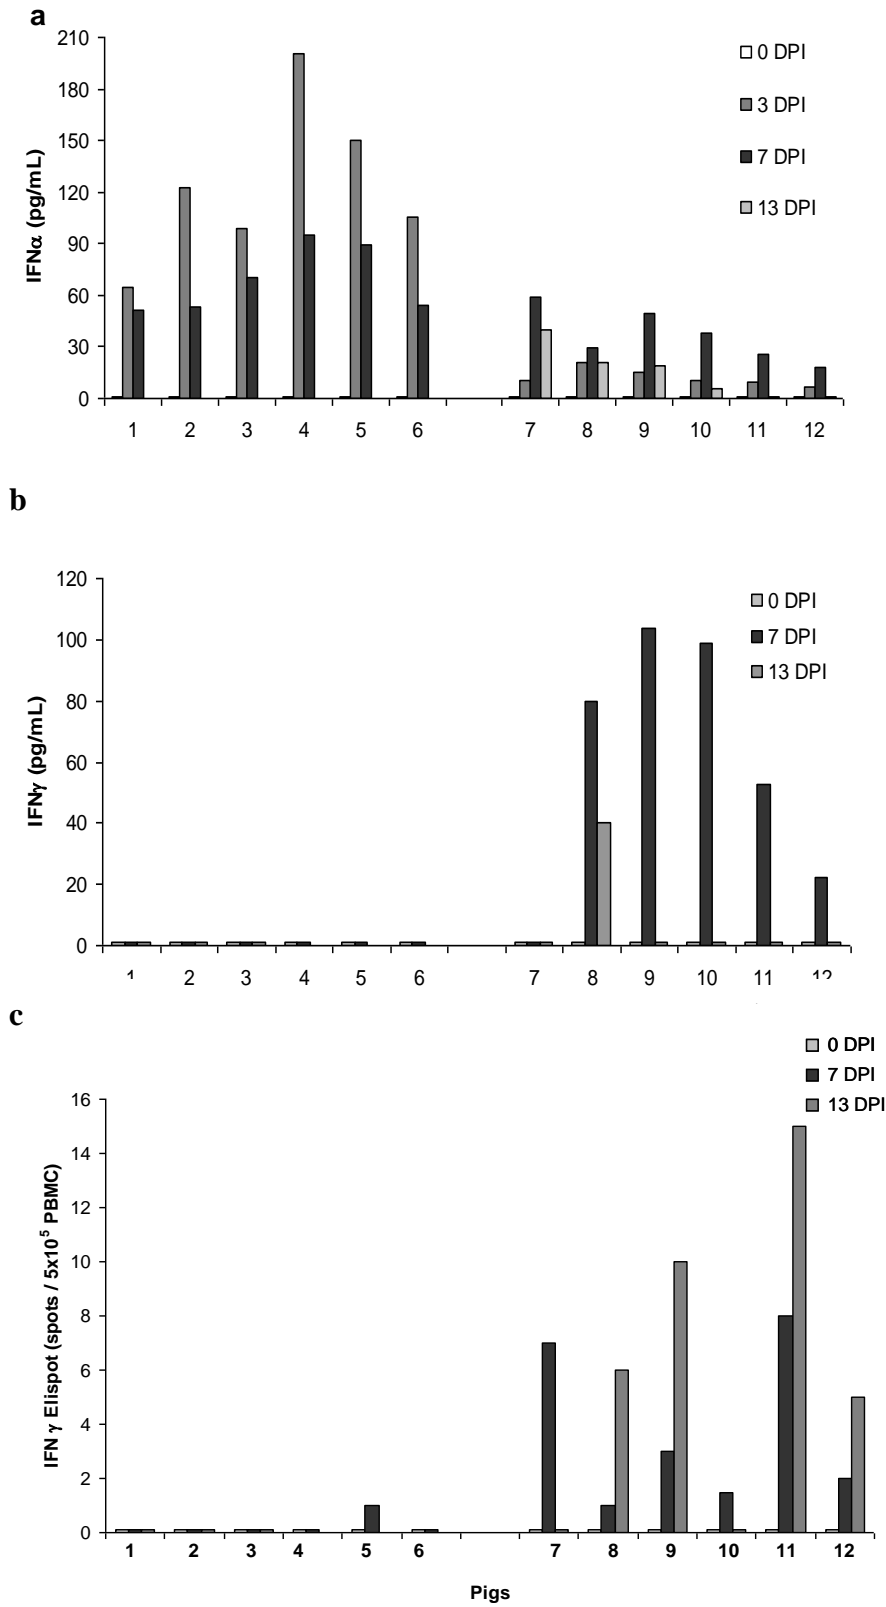 a
210
180
150
120
90
60
30
0
IFNα (pg/mL)
0 DPI
3 DPI
7 DPI
13 DPI
1 2 3 4 5 6 7 8 9 10 11 12
b
120
100
80
60
40
20
0
IFNγ (pg/mL)
0 DPI
7 DPI
13 DPI
2 3 4 5 6 7 8 9 10 11
c
0 DPI
7 DPI
13 DPI
16
14
12
10
8
6
4
2
0
IFN γ Elispot (spots / 5x10⁵ PBMC)
1 2 3 4 5 6 7 8 9 10 11 12
Pigs